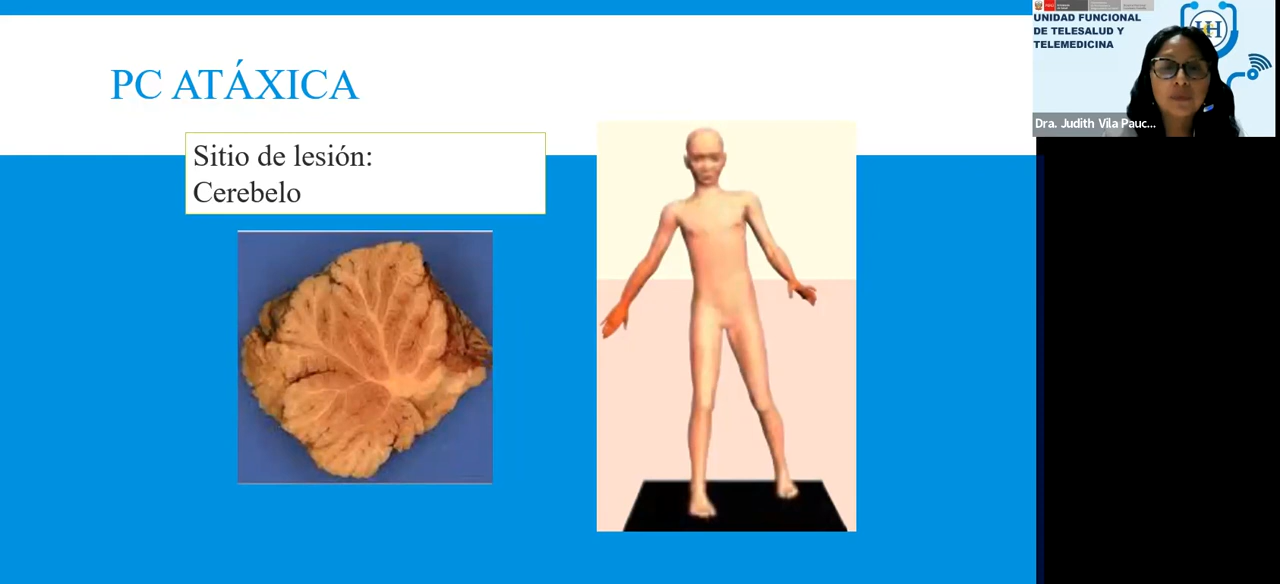 PC ATÁXICA
Sitio de lesión:
Cerebelo
UNIDAD FUNCIONAL
DE TELESALUD Y
TELEMEDICINA
Dra. Judith Vila Pauc...